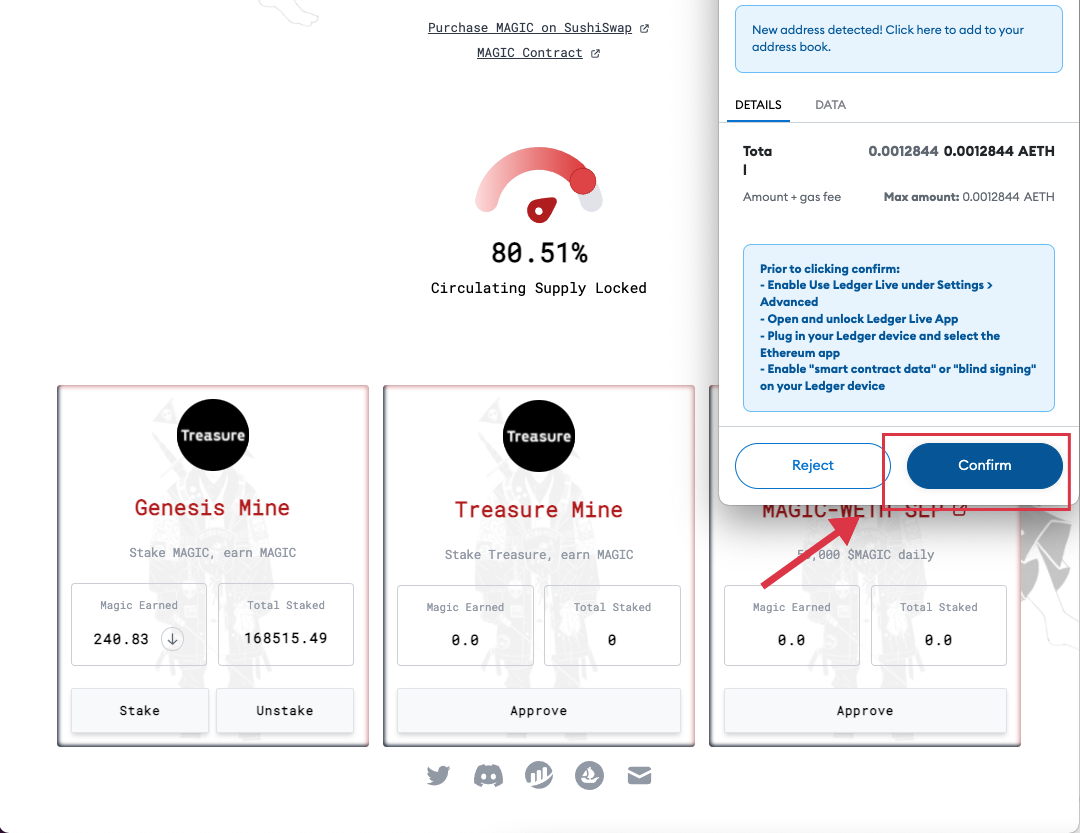 Purchase MAGIC on SushiSwap
MAGIC Contract
80.51%
Circulating Supply Locked
New address detected! Click here to add to your
address book.
DETAILS DATA
Tota
l
0.0012844 0.0012844 AETH
Amount + gas fee Max amount: 0.0012844 AETH
Prior to clicking confirm:
- Enable Use Ledger Live under Settings >
Advanced
- Open and unlock Ledger Live App
- Plug in your Ledger device and select the
Ethereum app
- Enable "smart contract data" or "blind signing"
on your Ledger device
Reject Confirm
Treasure
Genesis Mine
Stake MAGIC, earn MAGIC
Magic Earned Total Staked
240.83 168515.49
Stake Unstake
Treasure
Treasure Mine
Stake Treasure, earn MAGIC
Magic Earned Total Staked
0.0 0
Approve
MAGIC-WETH SLP
$MAGIC daily
Magic Earned Total Staked
0.0 0.0
Approve